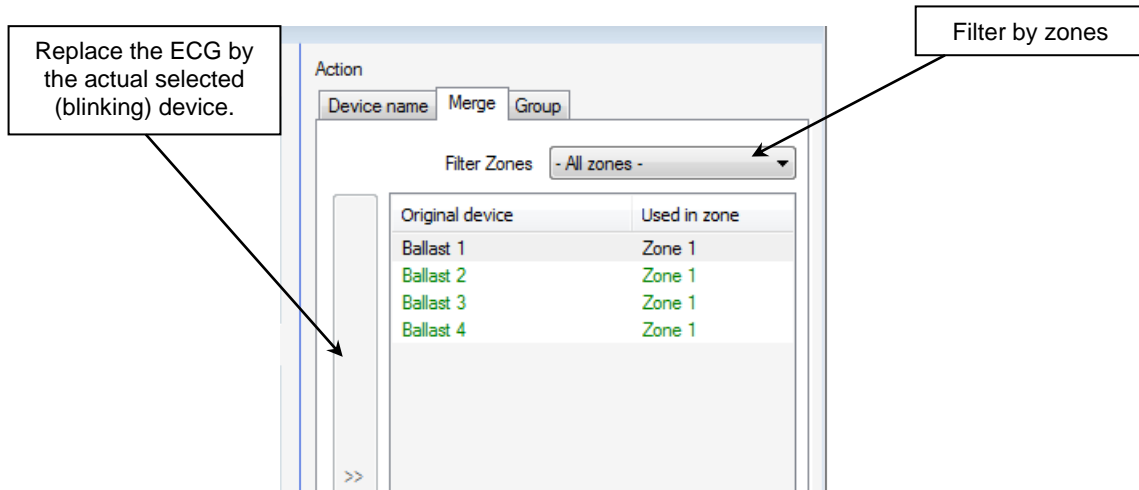 Replace the ECG by
the actual selected
(blinking) device.
Filter by zones
Action
Device name Merge Group
Filter Zones - All zones -
Original device Used in zone
Ballast 1 Zone 1
Ballast 2 Zone 1
Ballast 3 Zone 1
Ballast 4 Zone 1
>>